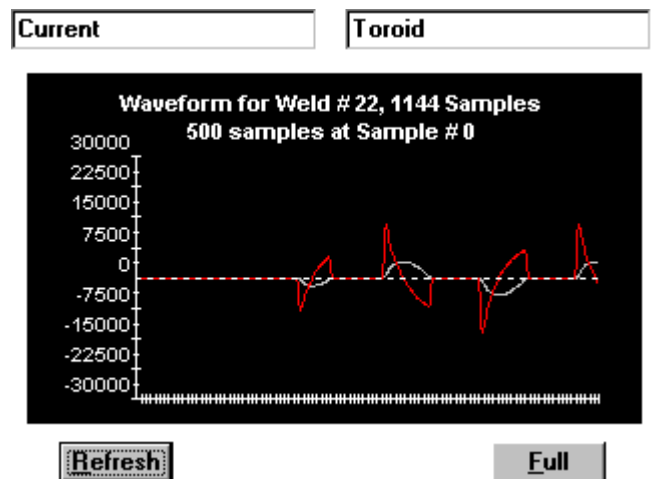 Current
Toroid
Waveform for Weld # 22, 1144 Samples
500 samples at Sample # 0
30000
22500
15000
7500
0
-7500
-15000
-22500
-30000
Refresh
Full